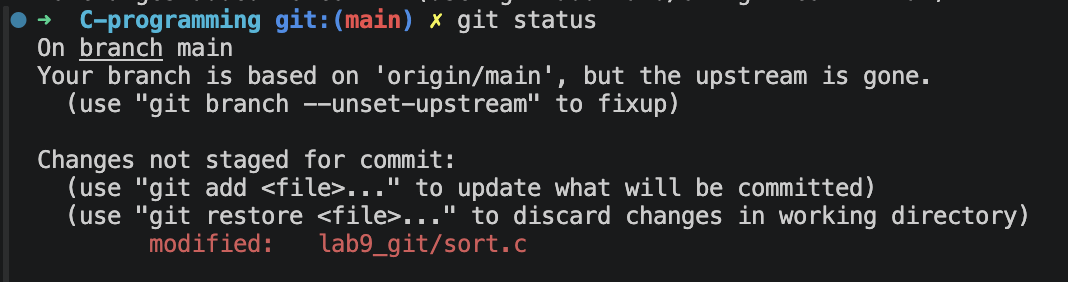 ➜ C-programming git:(main) ✗ git status
On branch main
Your branch is based on 'origin/main', but the upstream is gone.
(use "git branch --unset-upstream" to fixup)
Changes not staged for commit:
(use "git add <file>..." to update what will be committed)
(use "git restore <file>..." to discard changes in working directory)
modified: lab9_git/sort.c